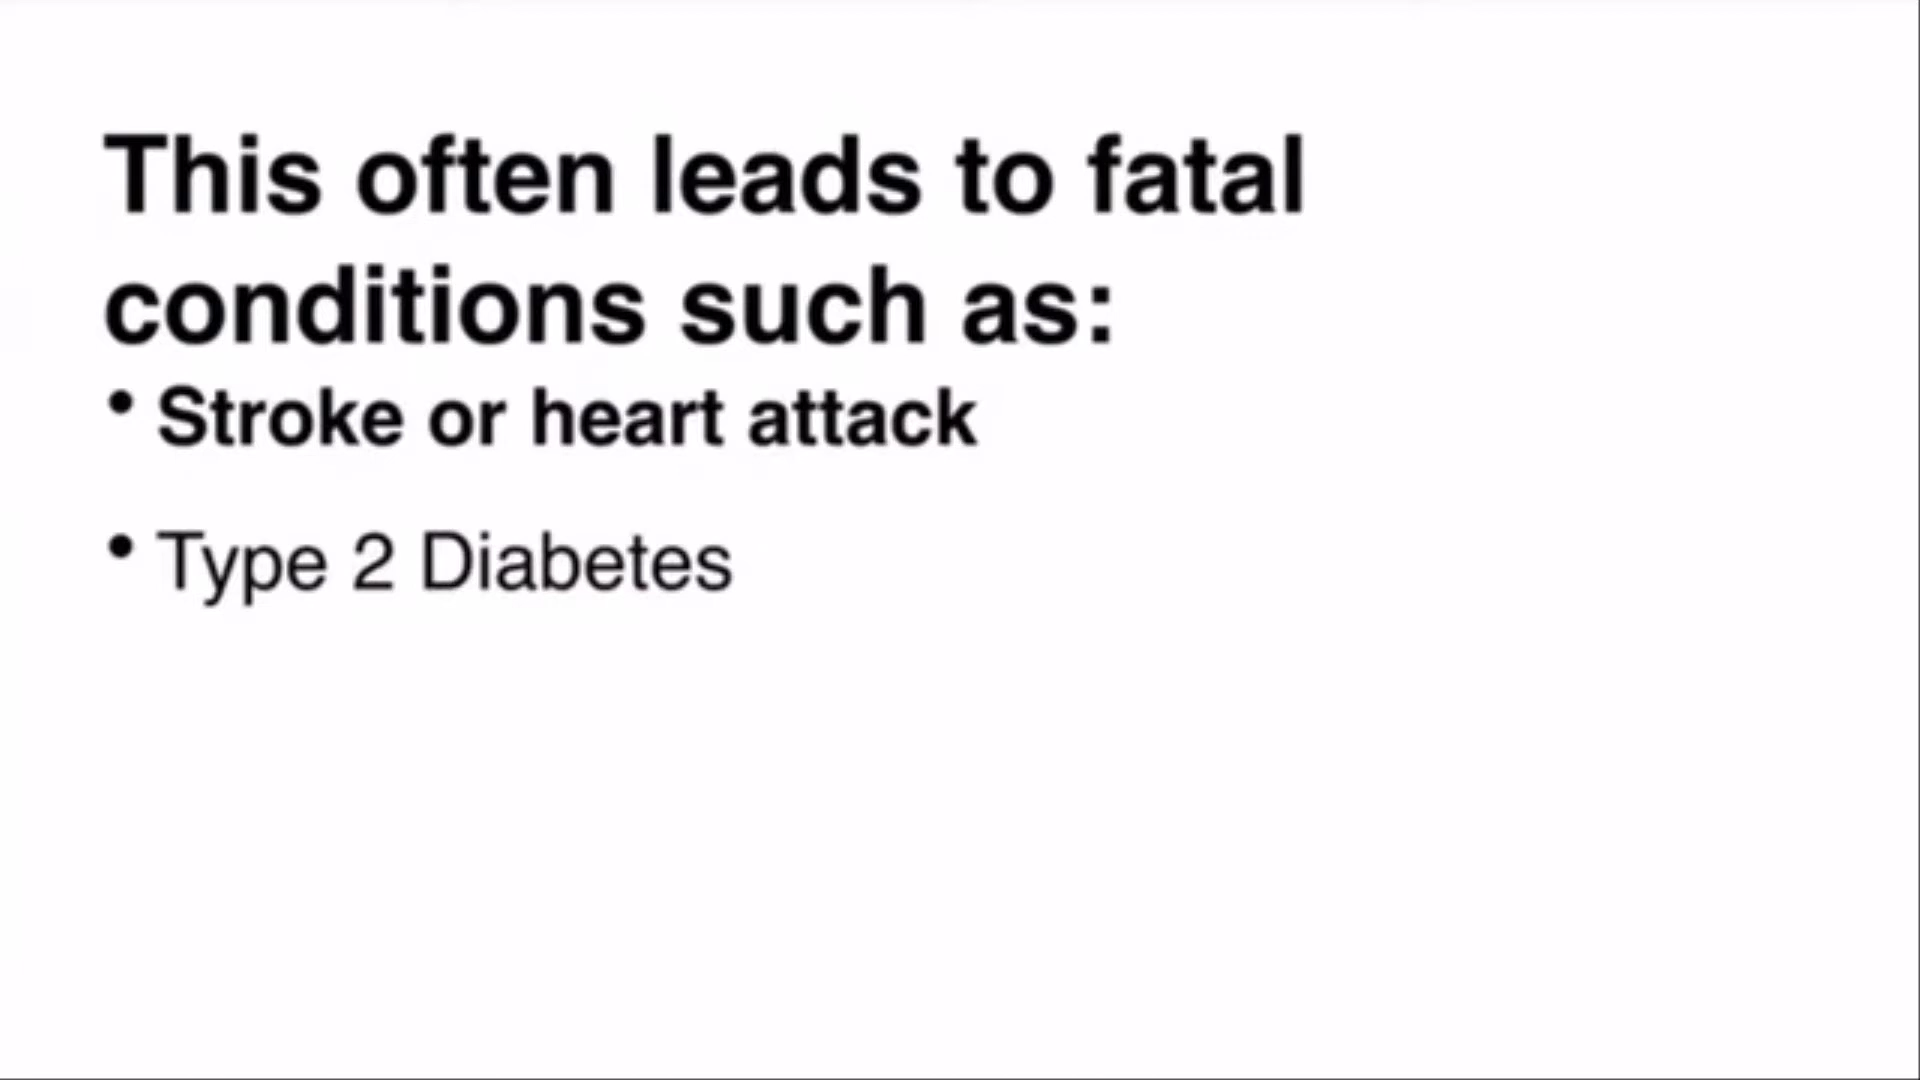 This often leads to fatal
conditions such as:
• Stroke or heart attack
• Type 2 Diabetes